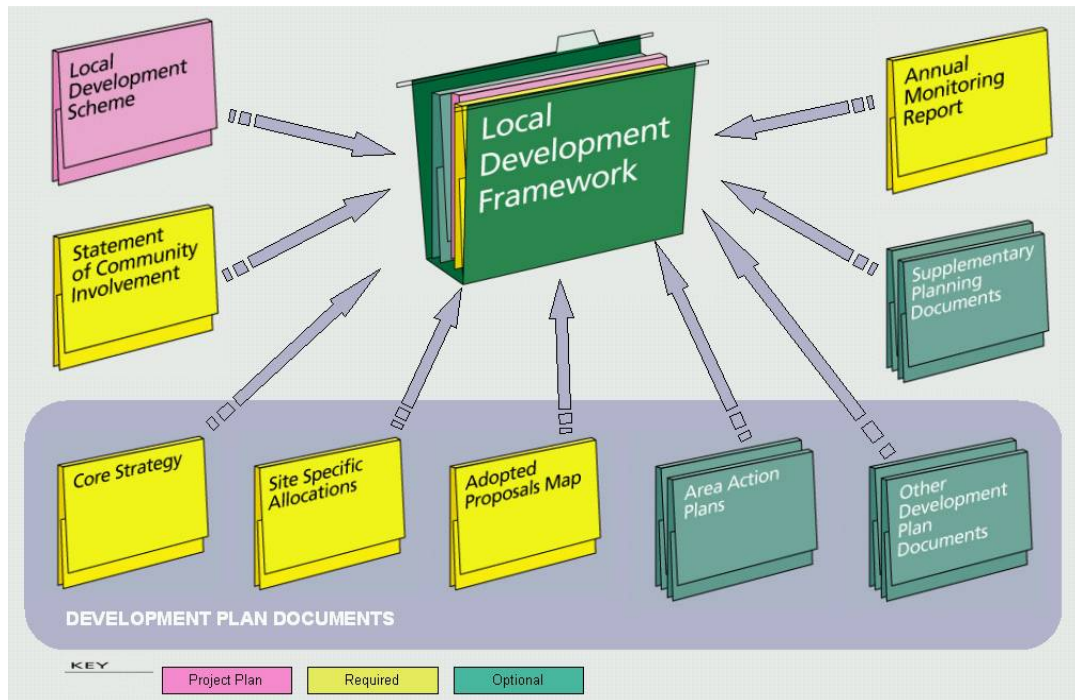 Local
Development
Scheme
Local
Development
Framework
Annual
Monitoring
Report
Statement
of Community
Involvement
Supplementary
Planning
Documents
Core Strategy
Site Specific
Allocations
Adopted
Proposals Map
Area Action
Plans
Other
Development
Plan
Documents
DEVELOPMENT PLAN DOCUMENTS
KEY
Project Plan
Required
Optional